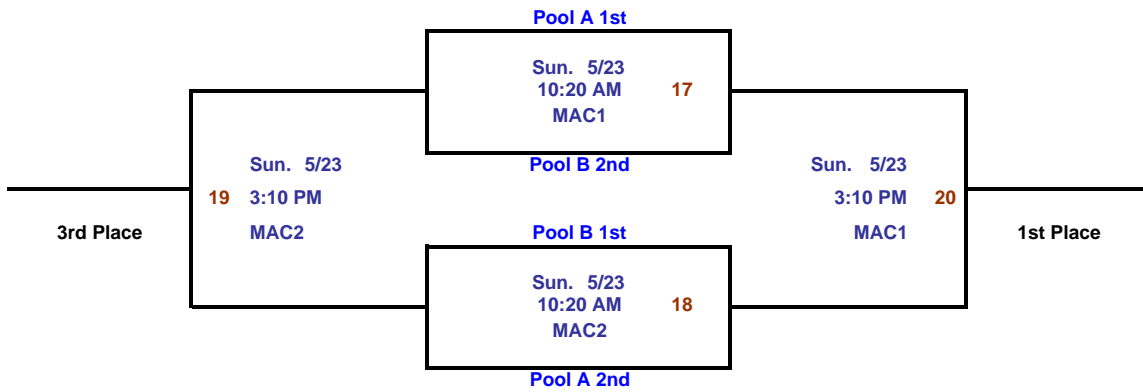 Pool A 1st
Sun. 5/23
10:20 AM 17
MAC1
Pool B 2nd
Sun. 5/23
19 3:10 PM
MAC2
3rd Place
Sun. 5/23
3:10 PM 20
MAC1
1st Place
Pool B 1st
Sun. 5/23
10:20 AM 18
MAC2
Pool A 2nd